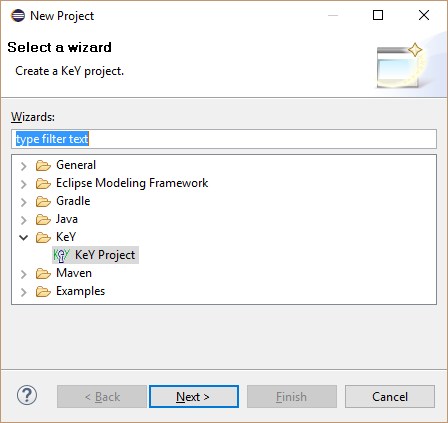 New Project
Select a wizard
Create a KeY project.
Wizards:
type filter text
General
Eclipse Modeling Framework
Gradle
Java
KeY
KeY KeY Project
Maven
Examples
? < Back Next > Finish Cancel